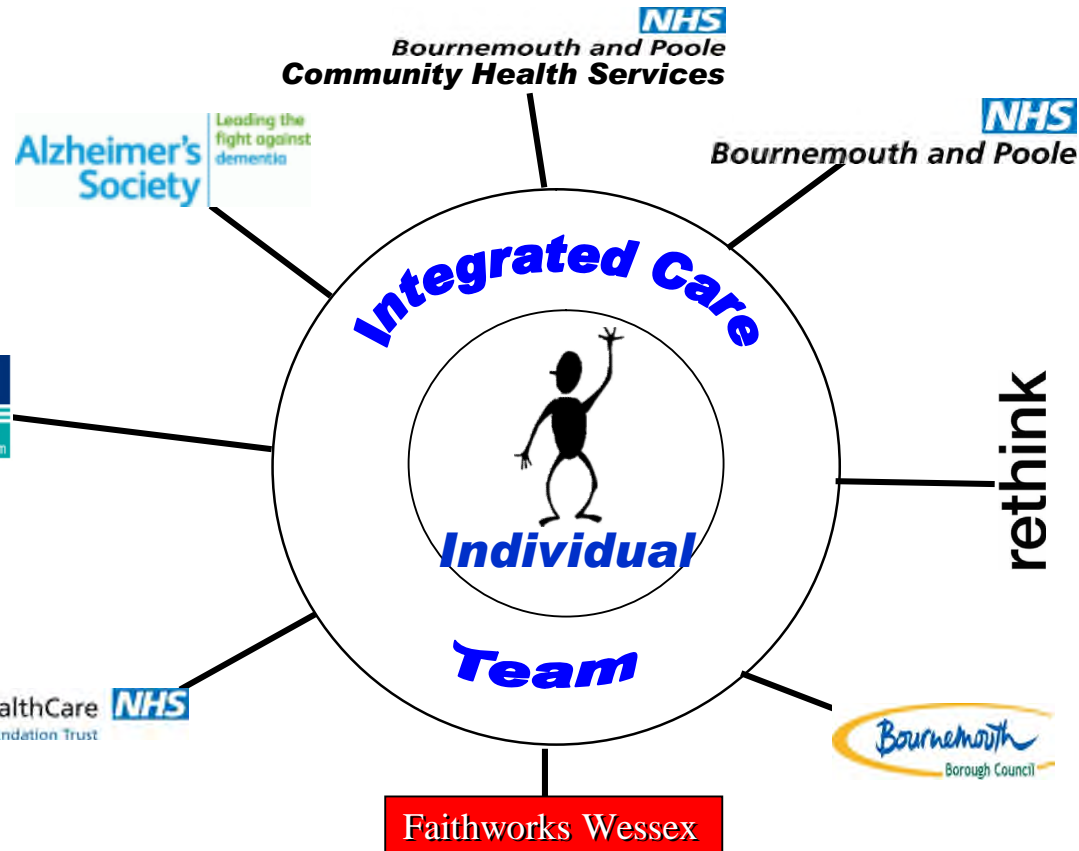 NHS
Bournemouth and Poole
Community Health Services
NHS
Bournemouth and Poole
Alzheimer's
Society
Leading the
fight against
dementia
Integrated Care
Individual
Team
rethink
althCare NHS
ndation Trust
Bournemouth
Borough Council
Faithworks Wessex